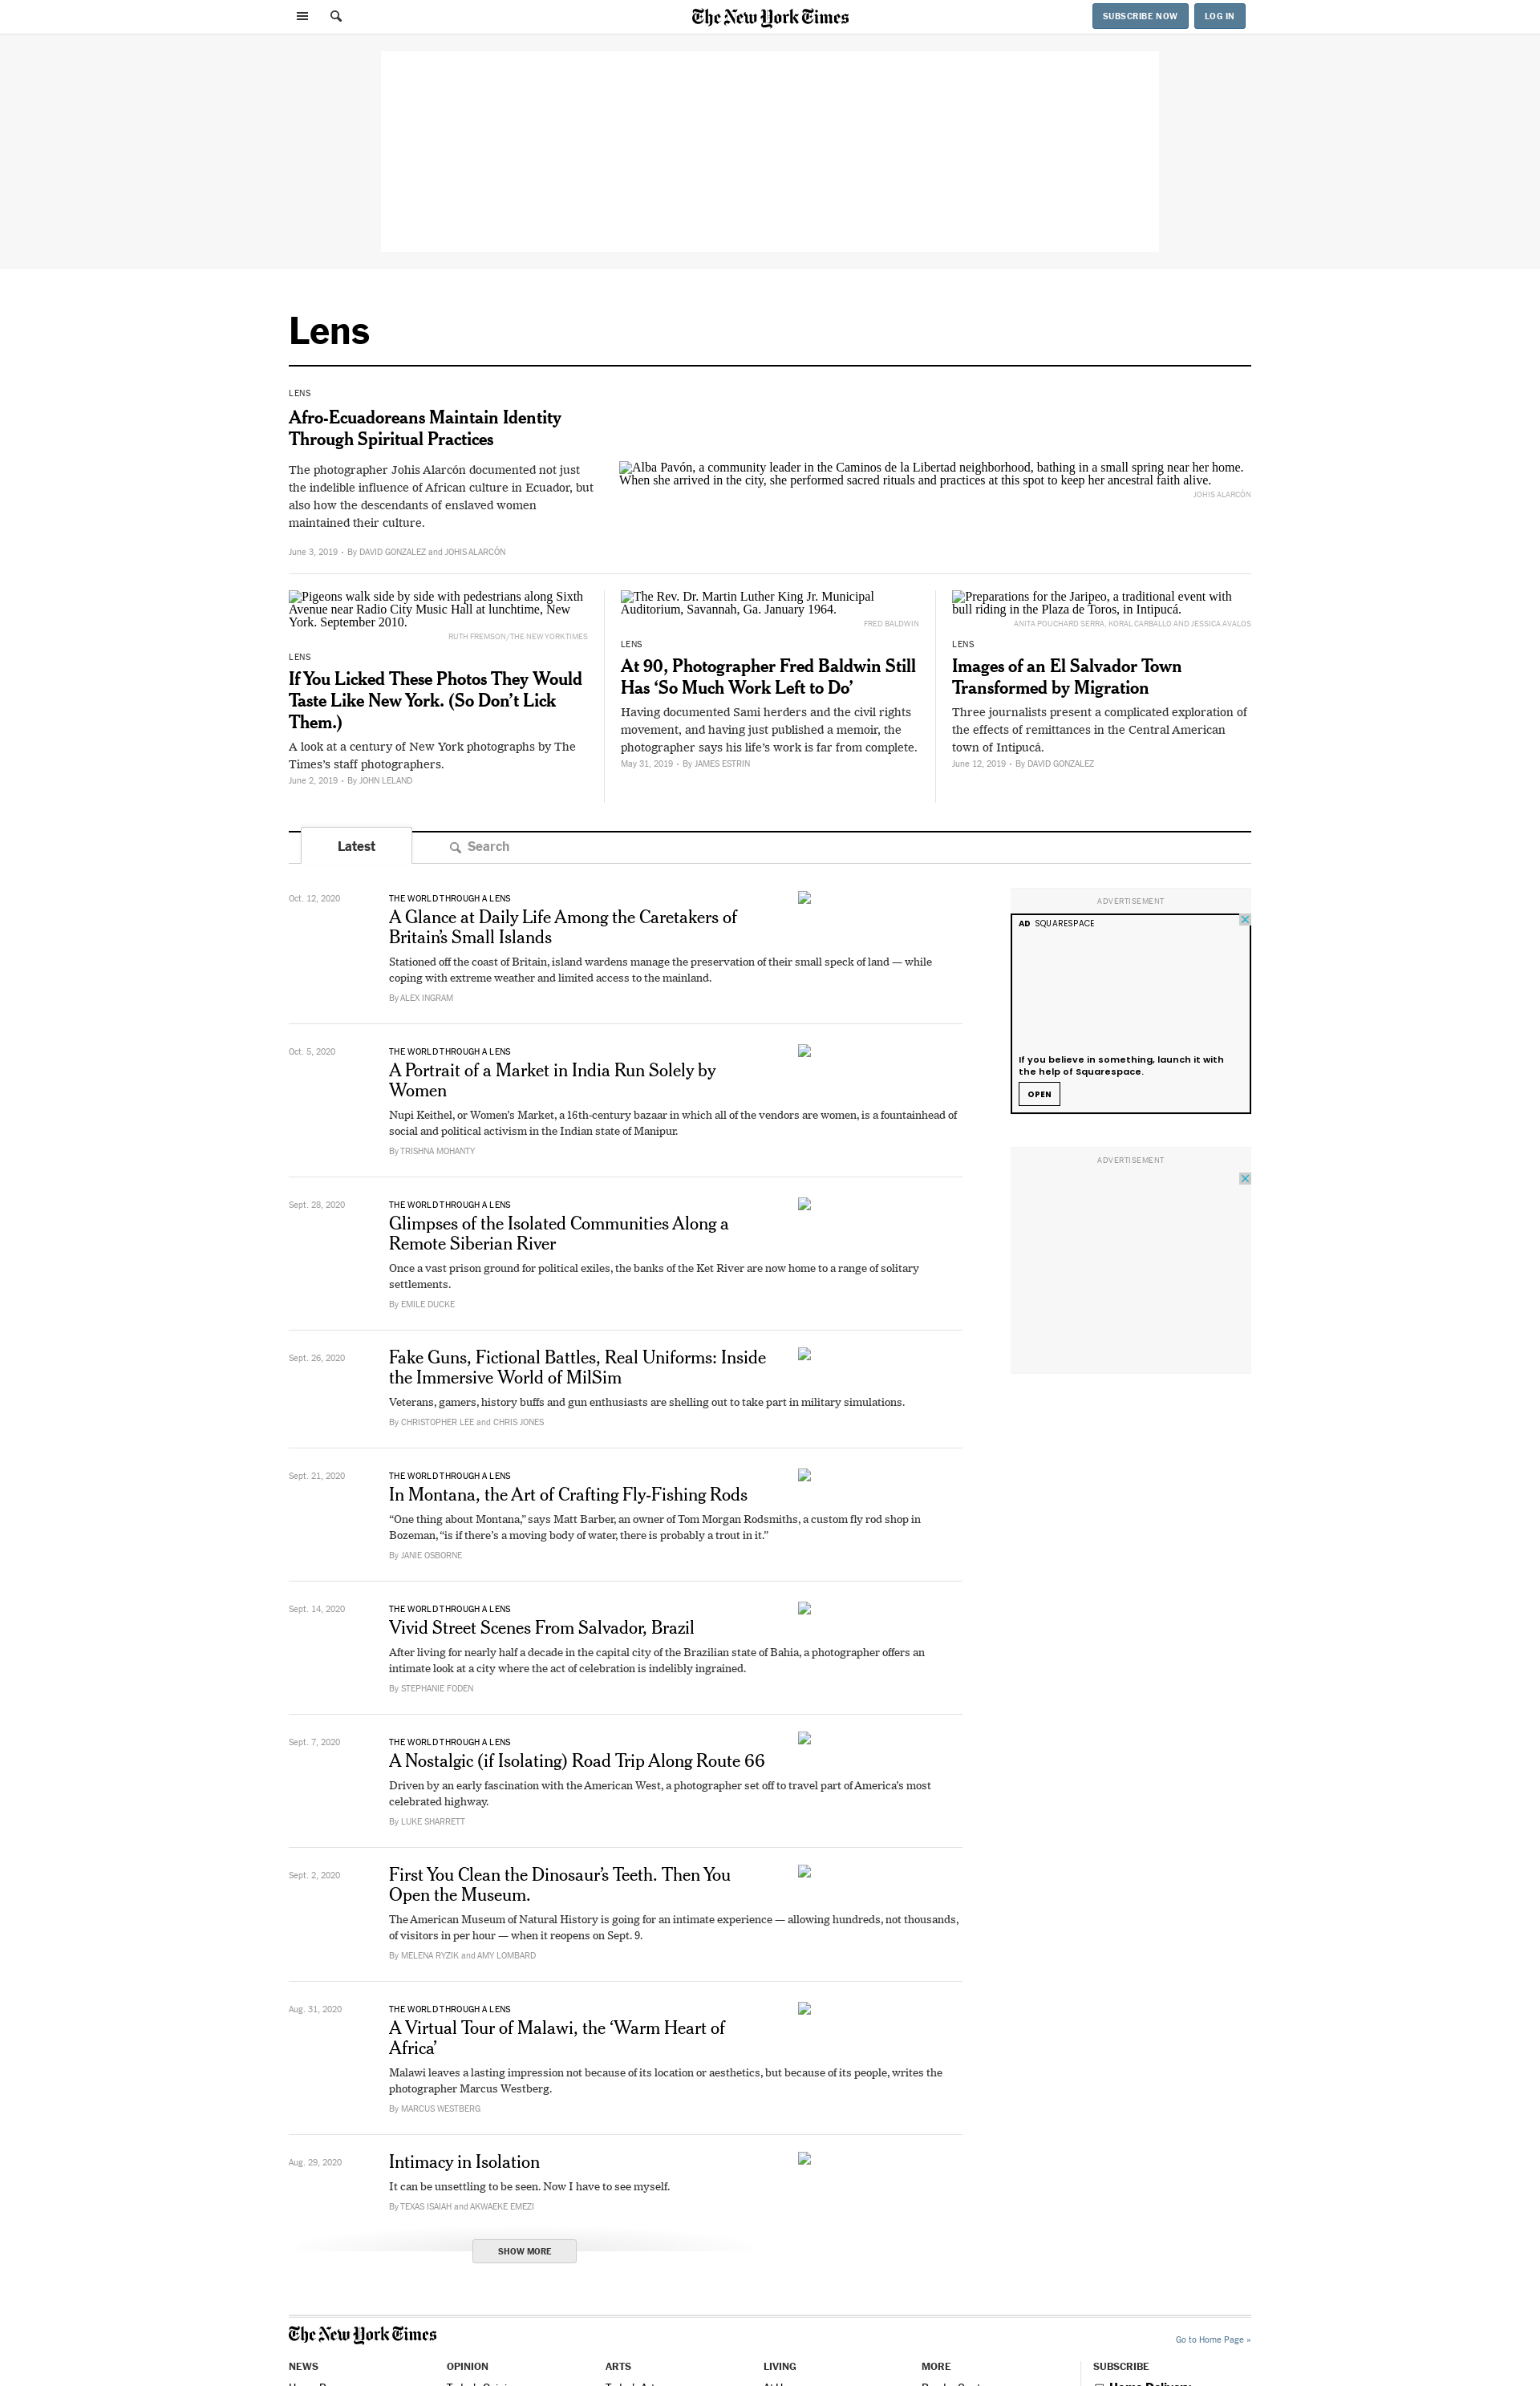 The New York Times
SUBSCRIBE NOW
LOG IN
Lens
LENS
Afro-Ecuadoreans Maintain Identity
Through Spiritual Practices
The photographer Johis Alarcón documented not just
the indelible influence of African culture in Ecuador, but
also how the descendants of enslaved women
maintained their culture.
June 3, 2019 • By DAVID GONZALEZ and JOHIS ALARCÓN
Alba Pavón, a community leader in the Caminos de la Libertad neighborhood, bathing in a small spring near her home.
When she arrived in the city, she performed sacred rituals and practices at this spot to keep her ancestral faith alive.
JOHIS ALARCÓN
Pigeons walk side by side with pedestrians along Sixth
Avenue near Radio City Music Hall at lunchtime, New
York. September 2010.
RUTH FREMSON/THE NEW YORK TIMES
LENS
If You Licked These Photos They Would
Taste Like New York. (So Don’t Lick
Them.)
A look at a century of New York photographs by The
Times’s staff photographers.
June 2, 2019 • By JOHN LELAND
The Rev. Dr. Martin Luther King Jr. Municipal
Auditorium, Savannah, Ga. January 1964.
FRED BALDWIN
LENS
At 90, Photographer Fred Baldwin Still
Has ‘So Much Work Left to Do’
Having documented Sami herders and the civil rights
movement, and having just published a memoir, the
photographer says his life’s work is far from complete.
May 31, 2019 • By JAMES ESTRIN
Preparations for the Jaripeo, a traditional event with
bull riding in the Plaza de Toros, in Intipucá.
ANITA POUCHARD SERRA, KORAL CARBALLO AND JESSICA AVALOS
LENS
Images of an El Salvador Town
Transformed by Migration
Three journalists present a complicated exploration of
the effects of remittances in the Central American
town of Intipucá.
June 12, 2019 • By DAVID GONZALEZ
Latest
Search
Oct. 12, 2020
THE WORLD THROUGH A LENS
A Glance at Daily Life Among the Caretakers of
Britain’s Small Islands
Stationed off the coast of Britain, island wardens manage the preservation of their small speck of land — while
coping with extreme weather and limited access to the mainland.
By ALEX INGRAM
Oct. 5, 2020
THE WORLD THROUGH A LENS
A Portrait of a Market in India Run Solely by
Women
Nupi Keithel, or Women’s Market, a 16th-century bazaar in which all of the vendors are women, is a fountainhead of
social and political activism in the Indian state of Manipur.
By TRISHNA MOHANTY
Sept. 28, 2020
THE WORLD THROUGH A LENS
Glimpses of the Isolated Communities Along a
Remote Siberian River
Once a vast prison ground for political exiles, the banks of the Ket River are now home to a range of solitary
settlements.
By EMILE DUCKE
Sept. 26, 2020
Fake Guns, Fictional Battles, Real Uniforms: Inside
the Immersive World of MilSim
Veterans, gamers, history buffs and gun enthusiasts are shelling out to take part in military simulations.
By CHRISTOPHER LEE and CHRIS JONES
Sept. 21, 2020
THE WORLD THROUGH A LENS
In Montana, the Art of Crafting Fly-Fishing Rods
“One thing about Montana,” says Matt Barber, an owner of Tom Morgan Rodsmiths, a custom fly rod shop in
Bozeman, “is if there’s a moving body of water, there is probably a trout in it.”
By JANIE OSBORNE
Sept. 14, 2020
THE WORLD THROUGH A LENS
Vivid Street Scenes From Salvador, Brazil
After living for nearly half a decade in the capital city of the Brazilian state of Bahia, a photographer offers an
intimate look at a city where the act of celebration is indelibly ingrained.
By STEPHANIE FODEN
Sept. 7, 2020
THE WORLD THROUGH A LENS
A Nostalgic (if Isolating) Road Trip Along Route 66
Driven by an early fascination with the American West, a photographer set off to travel part of America’s most
celebrated highway.
By LUKE SHARRETT
Sept. 2, 2020
First You Clean the Dinosaur’s Teeth. Then You
Open the Museum.
The American Museum of Natural History is going for an intimate experience — allowing hundreds, not thousands,
of visitors in per hour — when it reopens on Sept. 9.
By MELENA RYZIK and AMY LOMBARD
Aug. 31, 2020
THE WORLD THROUGH A LENS
A Virtual Tour of Malawi, the ‘Warm Heart of
Africa’
Malawi leaves a lasting impression not because of its location or aesthetics, but because of its people, writes the
photographer Marcus Westberg.
By MARCUS WESTBERG
Aug. 29, 2020
Intimacy in Isolation
It can be unsettling to be seen. Now I have to see myself.
By TEXAS ISAIAH and AKWAEKE EMEZI
SHOW MORE
ADVERTISEMENT
AD SQUARESPACE
If you believe in something, launch it with
the help of Squarespace.
OPEN
ADVERTISEMENT
The New York Times
Go to Home Page »
NEWS
OPINION
ARTS
LIVING
MORE
SUBSCRIBE
Home Delivery